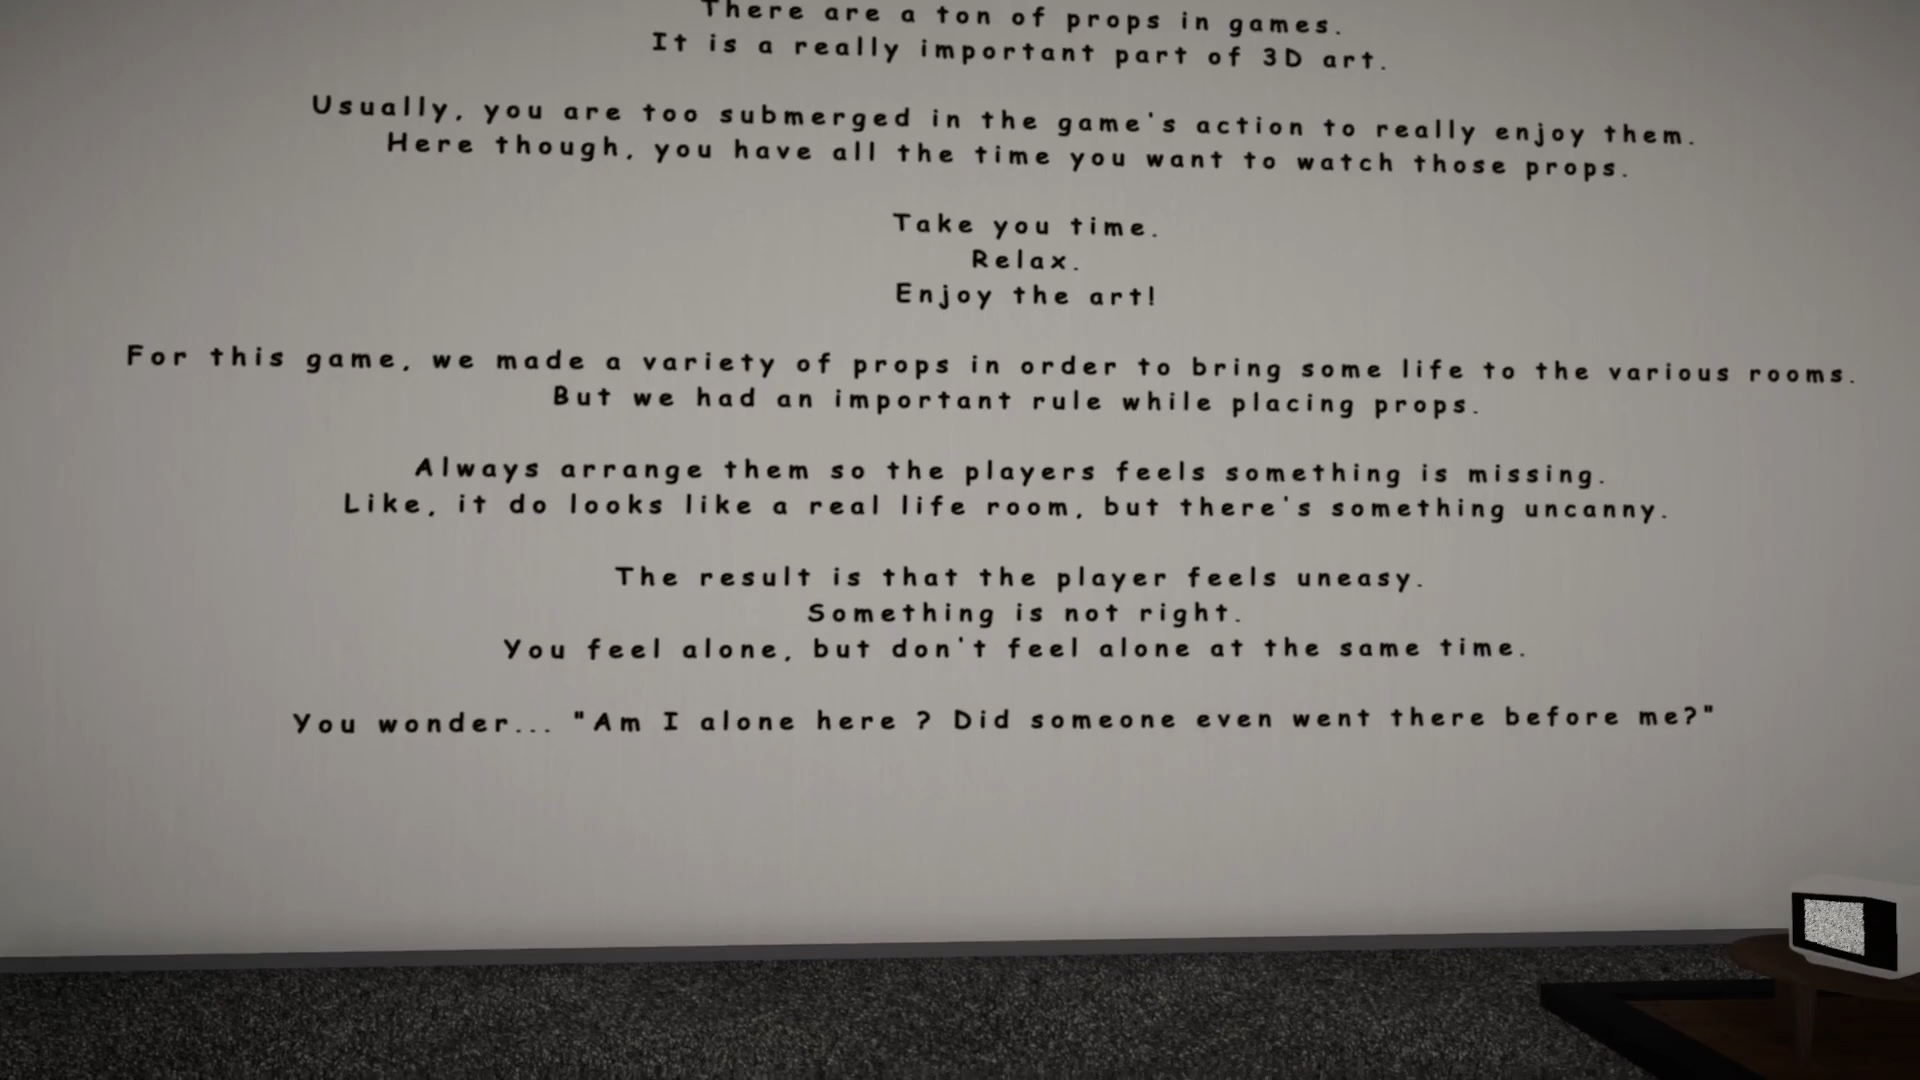 There are a ton of props in games.
It is a really important part of 3D art.
Usually, you are too submerged in the game's action to really enjoy them.
Here though, you have all the time you want to watch those props.
Take you time.
Relax.
Enjoy the art!
For this game, we made a variety of props in order to bring some life to the various rooms.
But we had an important rule while placing props.
Always arrange them so the players feels something is missing.
Like, it do looks like a real life room, but there's something uncanny.
The result is that the player feels uneasy.
Something is not right.
You feel alone, but don't feel alone at the same time.
You wonder... "Am I alone here ? Did someone even went there before me?"